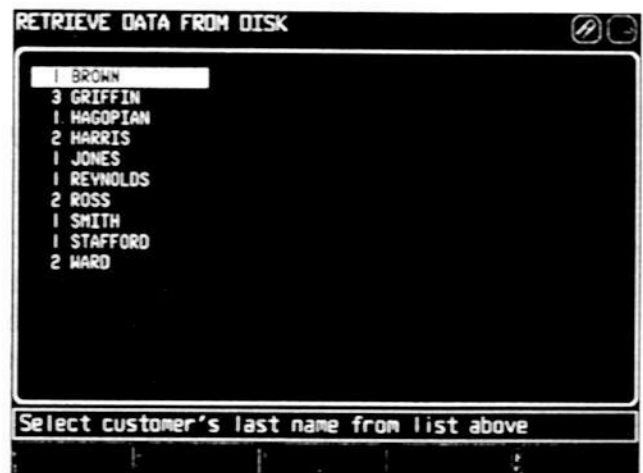 RETRIEVE DATA FROM DISK
1 BROWN
3 GRIFFIN
1 HAGOPIAN
2 HARRIS
1 JONES
1 REYNOLDS
2 ROSS
1 SMITH
1 STAFFORD
2 WARD
Select customer's last name from list above